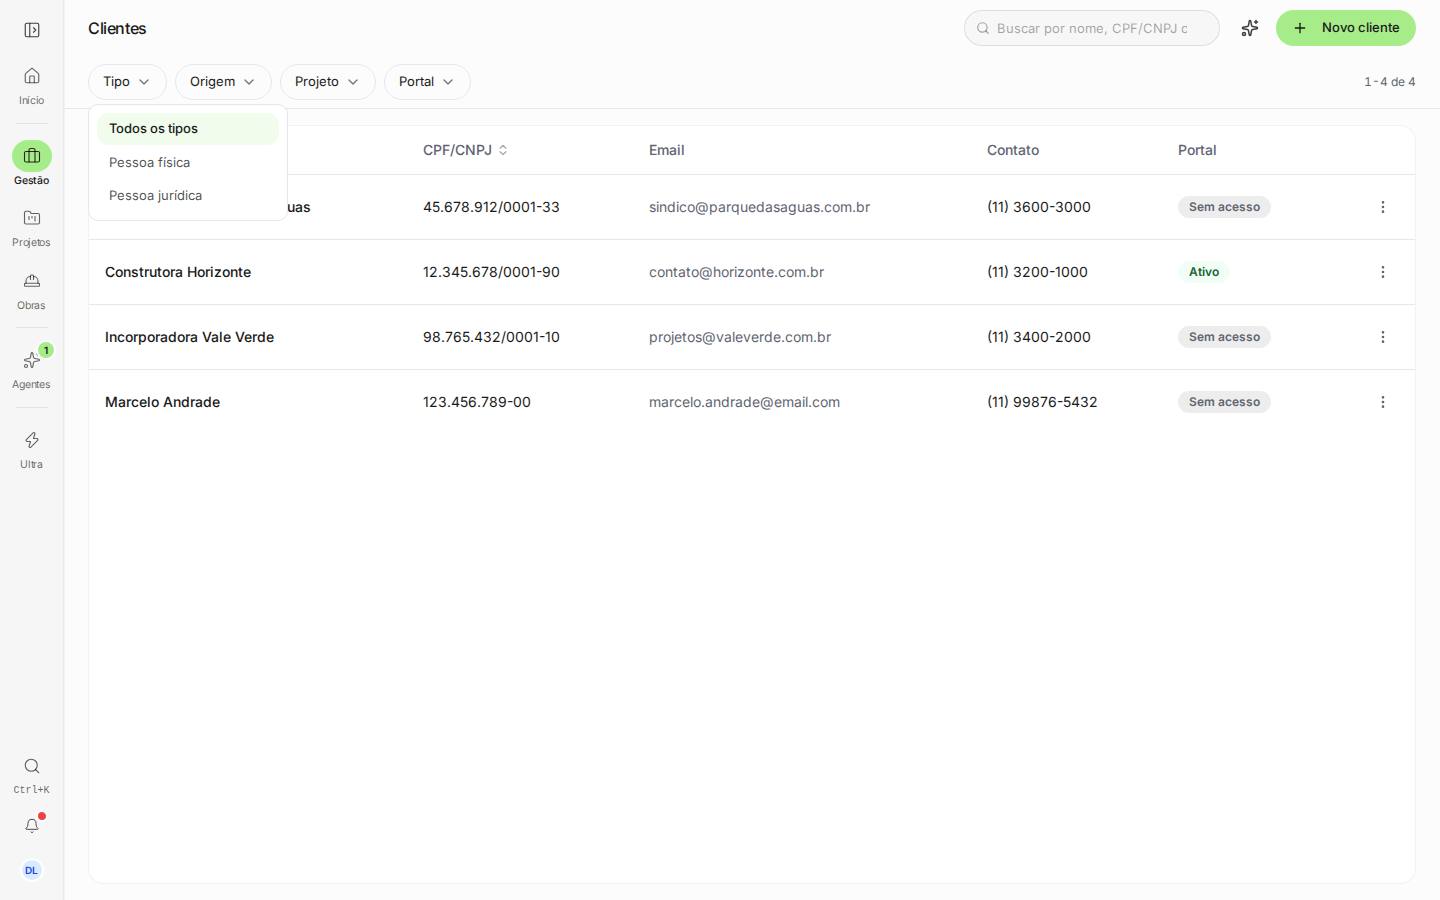 Clientes
Buscar por nome, CPF/CNPJ
Novo cliente
Início
Gestão
Projetos
Obras
1
Agentes
Ultra
Ctrl+K
DL
Tipo
Origem
Projeto
Portal
1-4 de 4
Todos os tipos
Pessoa física
Pessoa jurídica
CPF/CNPJ
Email
Contato
Portal
uas
45.678.912/0001-33
sindico@parquedasaguas.com.br
(11) 3600-3000
Sem acesso
Construtora Horizonte
12.345.678/0001-90
contato@horizonte.com.br
(11) 3200-1000
Ativo
Incorporadora Vale Verde
98.765.432/0001-10
projetos@valeverde.com.br
(11) 3400-2000
Sem acesso
Marcelo Andrade
123.456.789-00
marcelo.andrade@email.com
(11) 99876-5432
Sem acesso